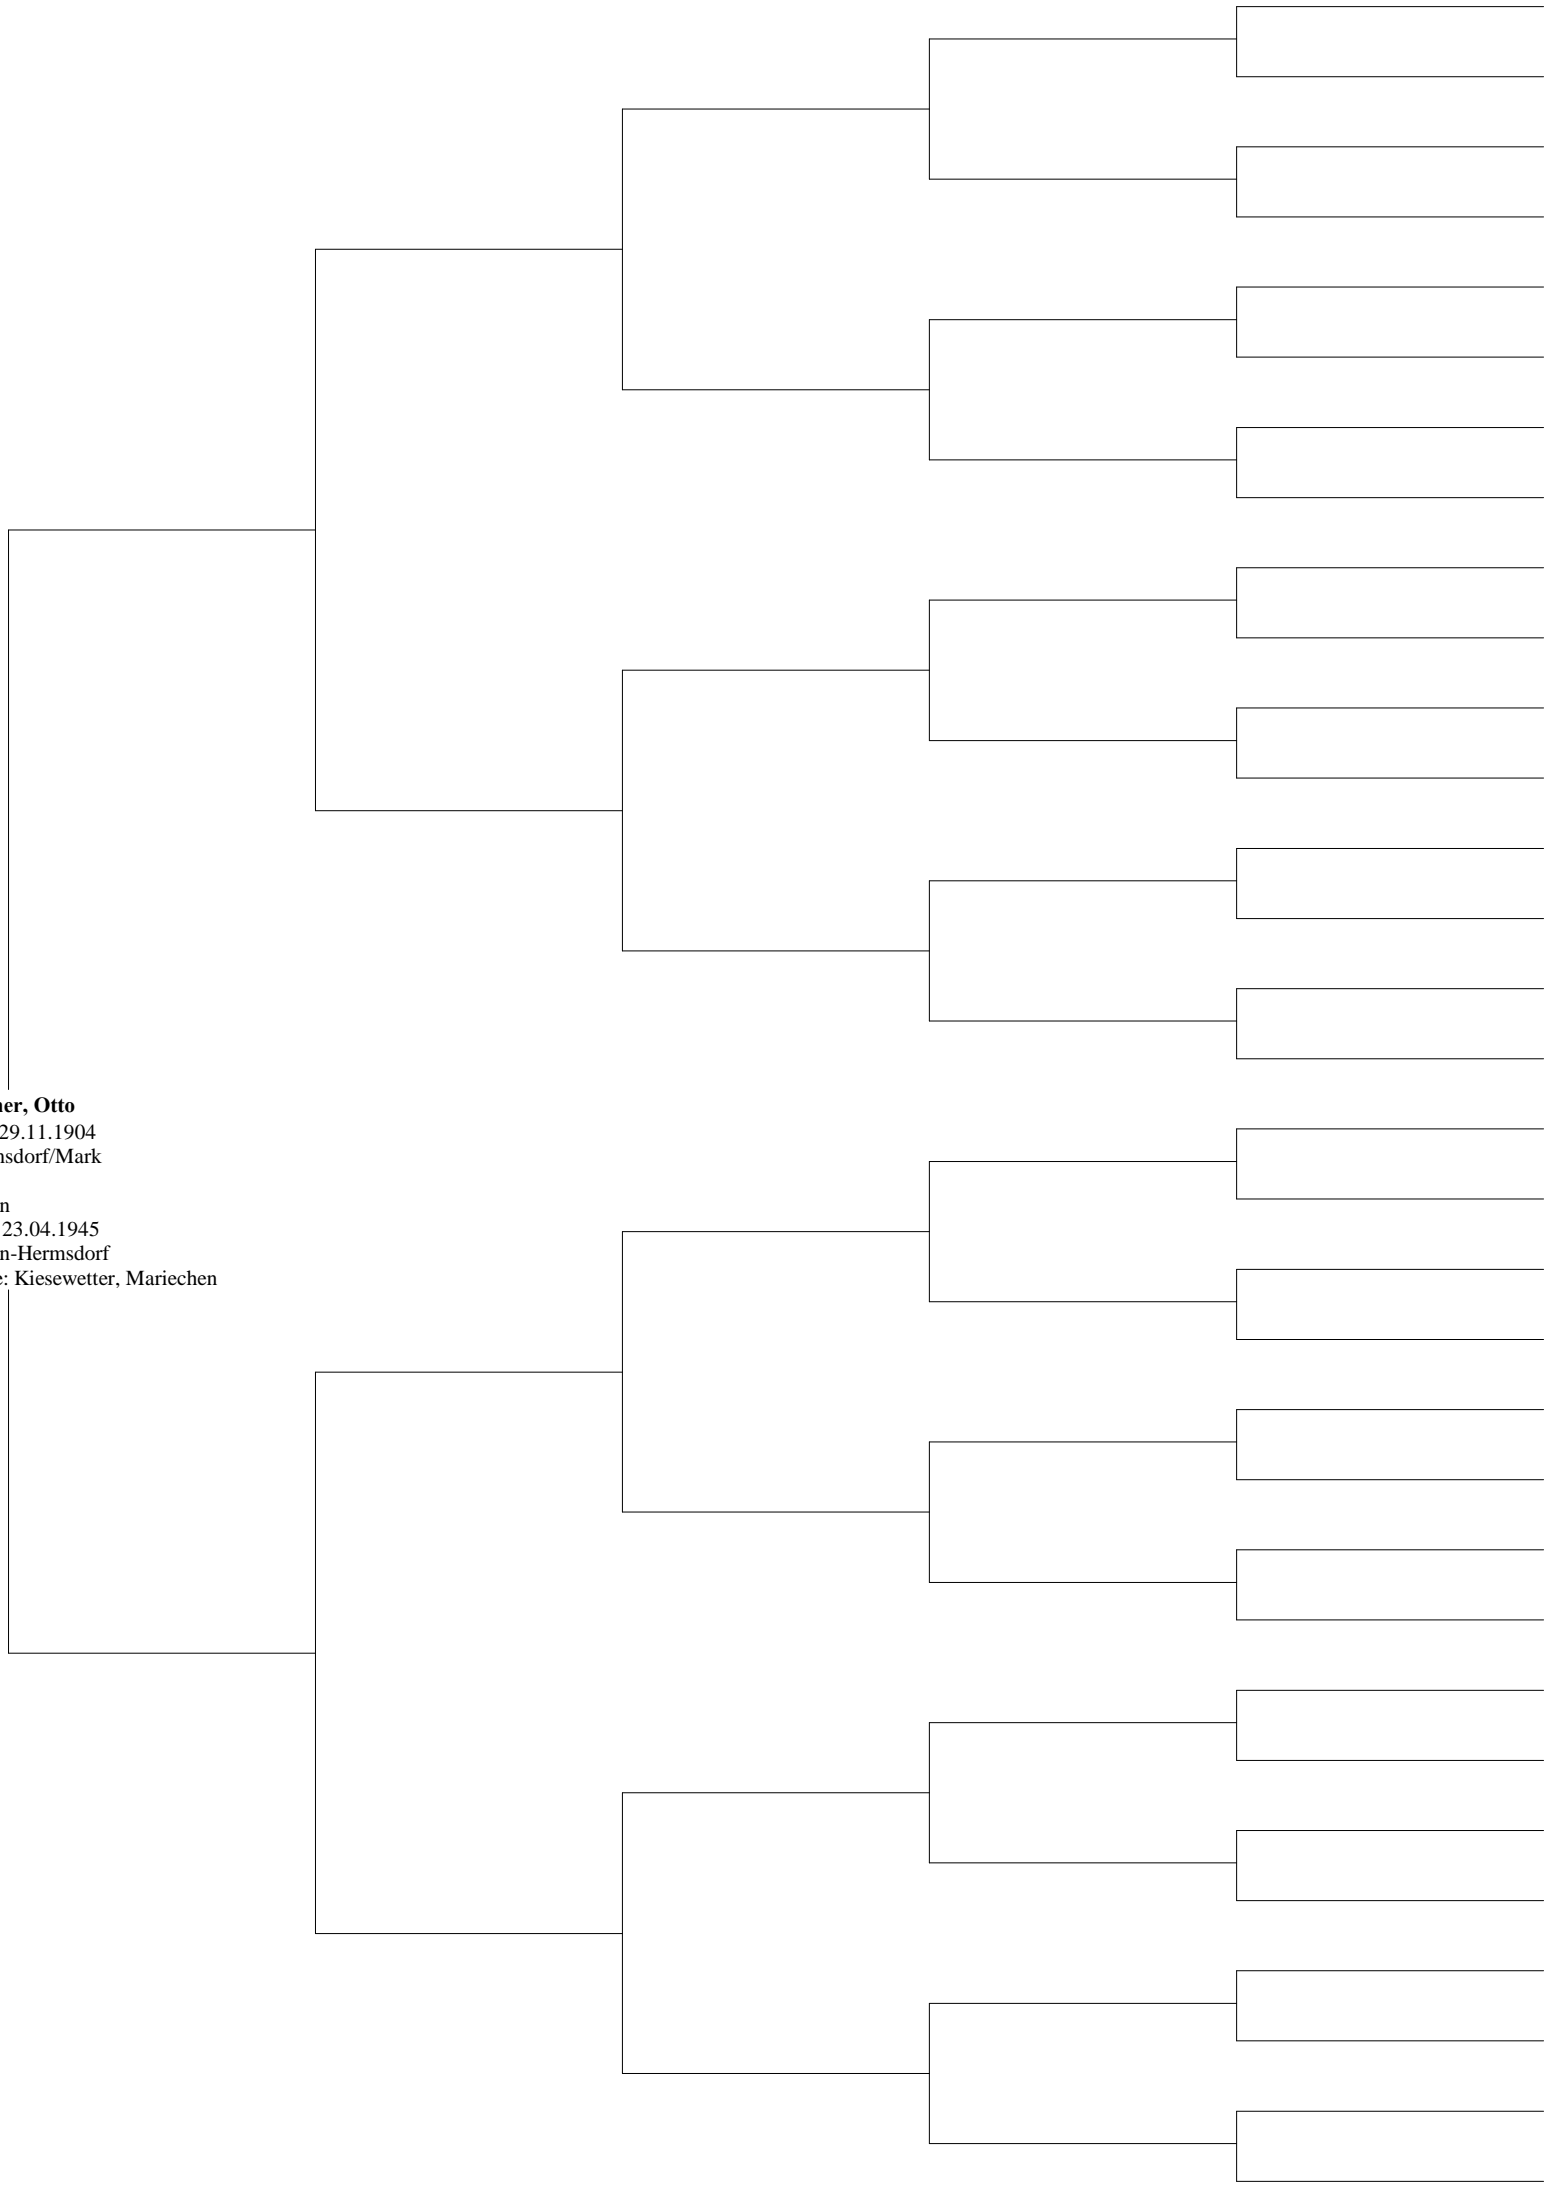 ner, Otto
29.11.1904
nsdorf/Mark
n
23.04.1945
n-Hermsdorf
e: Kiesewetter, Mariechen